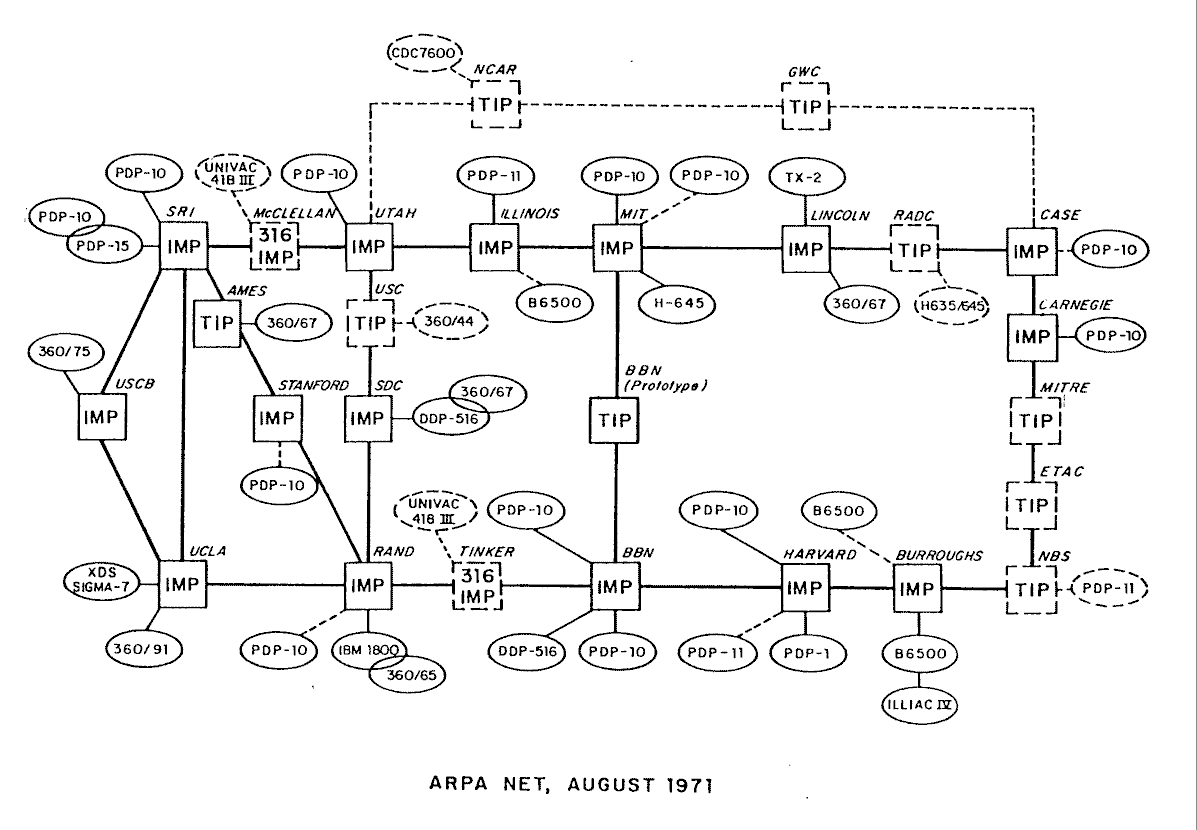 CDC7600
NCAR
TIP
GWC
TIP
PDP-10
UNIVAC
418 III
PDP-10
PDP-11
PDP-10
PDP-10
TX-2
PDP-10
PDP-15
SRI
IMP
McCLELLAN
316
IMP
UTAH
IMP
ILLINOIS
IMP
MIT
IMP
LINCOLN
IMP
RADC
TIP
CASE
IMP
PDP-10
B6500
H-645
360/67
H635/645
AMES
TIP
360/67
USC
TIP
360/44
CARNEGIE
IMP
PDP-10
360/75
USCB
IMP
STANFORD
IMP
PDP-10
SDC
IMP
360/67
DDP-516
BBN
(Prototype)
TIP
MITRE
TIP
ETAC
TIP
UNIVAC
418 III
PDP-10
PDP-10
B6500
XDS
SIGMA-7
UCLA
IMP
RAND
IMP
TINKER
316
IMP
BBN
IMP
HARVARD
IMP
BURROUGHS
IMP
NBS
TIP
PDP-11
360/91
PDP-10
IBM 1800
360/65
DDP-516
PDP-10
PDP-11
PDP-1
B6500
ILLIAC IV
ARPA NET, AUGUST 1971